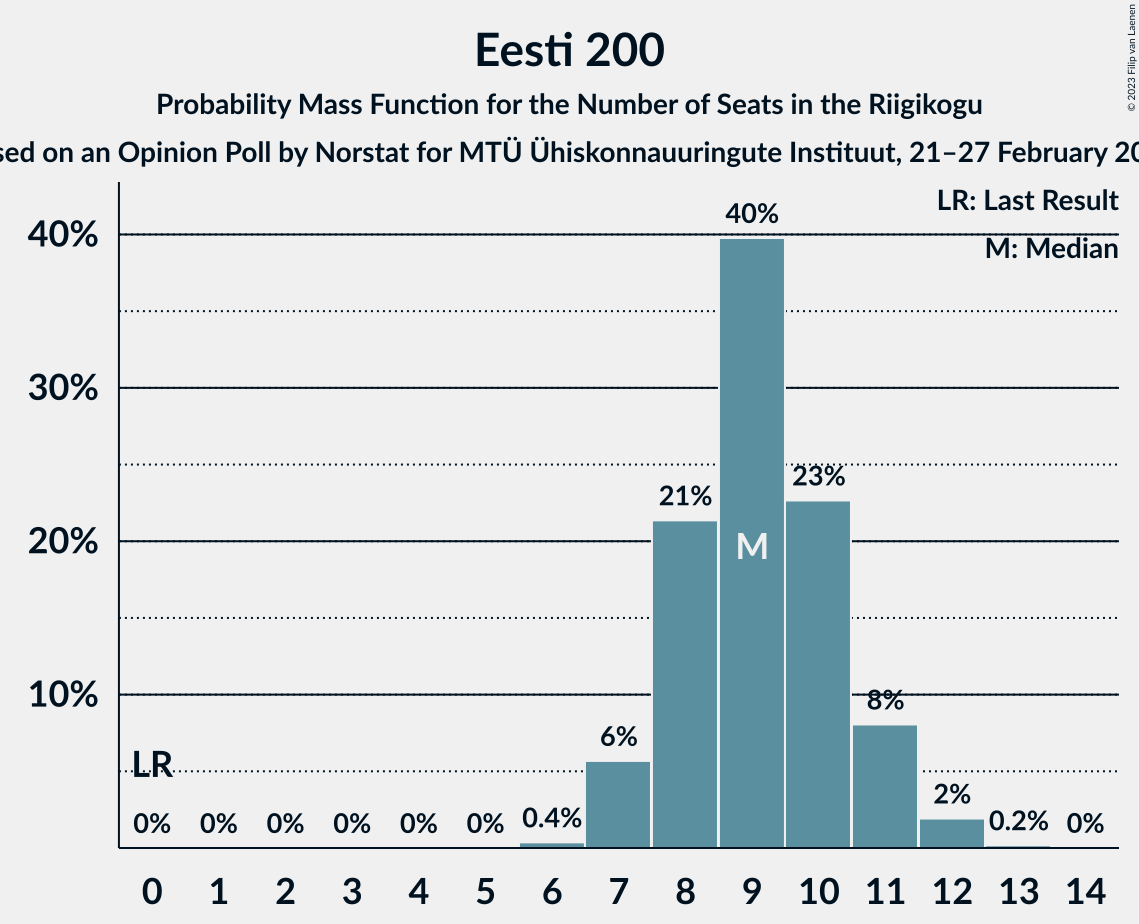 Eesti 200
Probability Mass Function for the Number of Seats in the Riigikogu
sed on an Opinion Poll by Norstat for MTÜ Ühiskonnauuringute Instituut, 21–27 February 20
© 2023 Filip van Laenen
LR: Last Result
M: Median
40%
30%
20%
10%
LR
0% 0% 0% 0% 0% 0% 0.4% 6% 21% 40% 23% 8% 2% 0.2% 0%
M
0 1 2 3 4 5 6 7 8 9 10 11 12 13 14